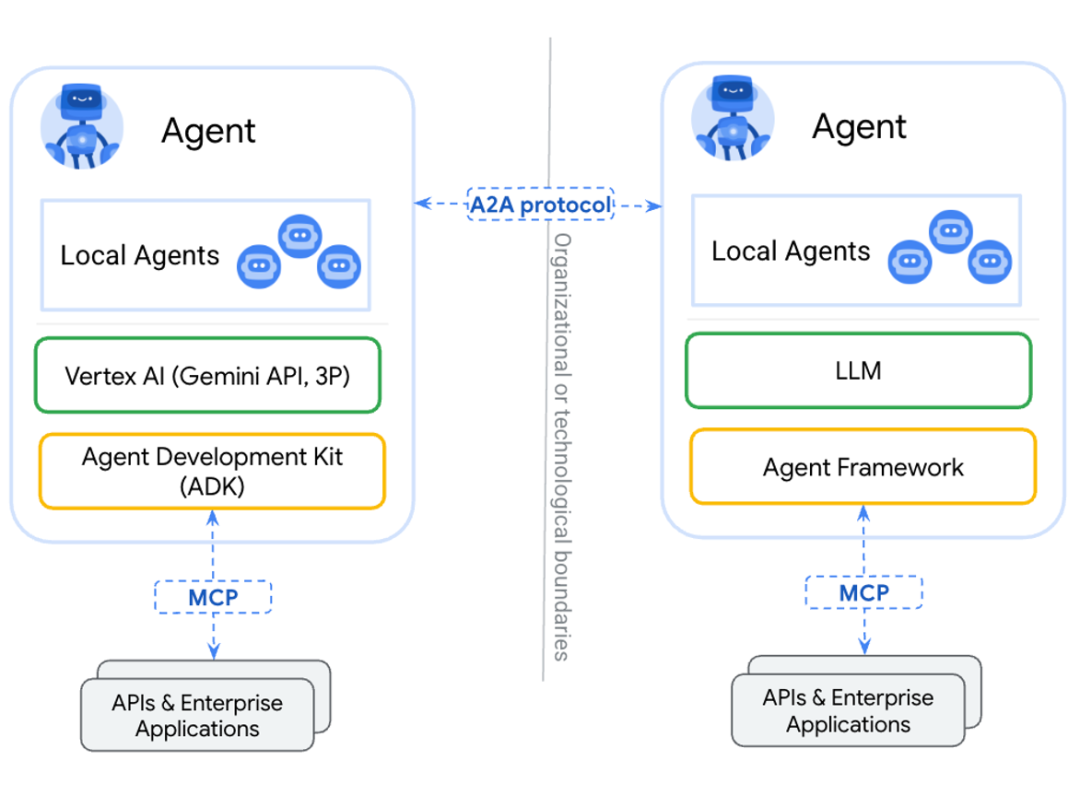 Agent
Local Agents
Vertex AI (Gemini API, 3P)
Agent Development Kit
(ADK)
MCP
APIs & Enterprise
Applications
A2A protocol
Organizational or technological boundaries
Agent
Local Agents
LLM
Agent Framework
MCP
APIs & Enterprise
Applications